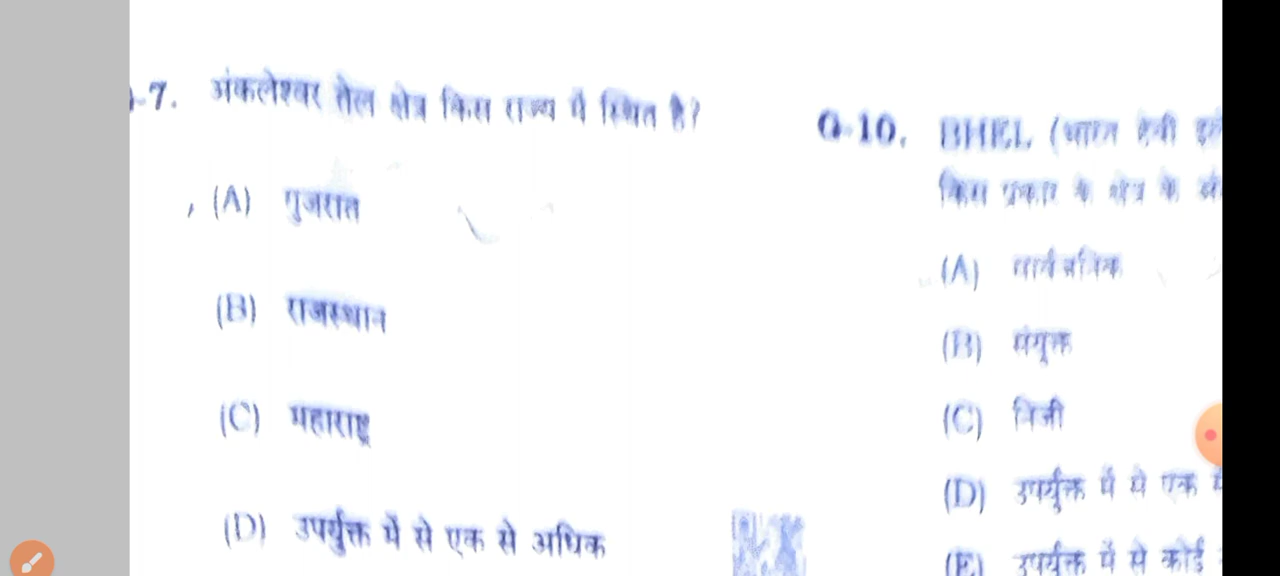 -7. अंकलेश्वर तेल क्षेत्र किस राज्य में स्थित है?
(A) गुजरात
(B) राजस्थान
(C) महाराष्ट्र
(D) उपर्युक्त में से एक से अधिक
Q-10. BHEL (भारत हेवी
किस प्रकार के क्षेत्र के
(A) सार्वजनिक
(B) संयुक्त
(C) निजी
(D) उपर्युक्त में से एक
(E) उपर्युक्त में से कोई